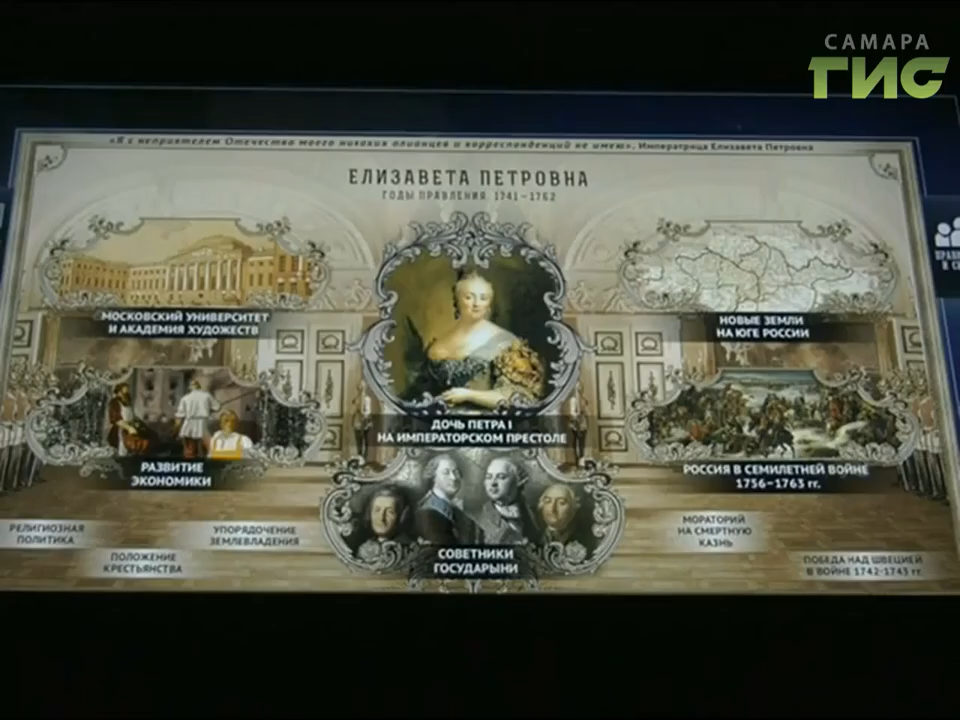 САМАРА
ГИС
«Я с неприятелем Отечества моего никаких алианцев и корреспонденций не имею». Императрица Елизавета Петровна
ЕЛИЗАВЕТА ПЕТРОВНА
ГОДЫ ПРАВЛЕНИЯ 1741–1762
МОСКОВСКИЙ УНИВЕРСИТЕТ
И АКАДЕМИЯ ХУДОЖЕСТВ
НОВЫЕ ЗЕМЛИ
НА ЮГЕ РОССИИ
ДОЧЬ ПЕТРА I
НА ИМПЕРАТОРСКОМ ПРЕСТОЛЕ
РАЗВИТИЕ
ЭКОНОМИКИ
РОССИЯ В СЕМИЛЕТНЕЙ ВОЙНЕ
1756–1763 гг.
РЕЛИГИОЗНАЯ
ПОЛИТИКА
УПОРЯДОЧЕНИЕ
ЗЕМЛЕВЛАДЕНИЯ
ПОЛОЖЕНИЕ
КРЕСТЬЯНСТВА
СОВЕТНИКИ
ГОСУДАРЫНИ
МОРАТОРИЙ
НА СМЕРТНУЮ
КАЗНЬ
ПОБЕДА НАД ШВЕЦИЕЙ
В ВОЙНЕ 1742-1743 гг.